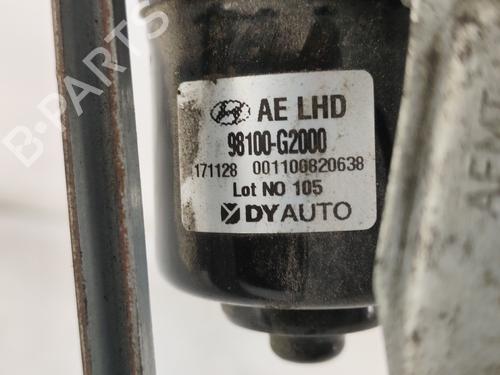 B-PARTS
AE LHD
98100-G2000
171128 001100820638
Lot NO 105
DYAUTO